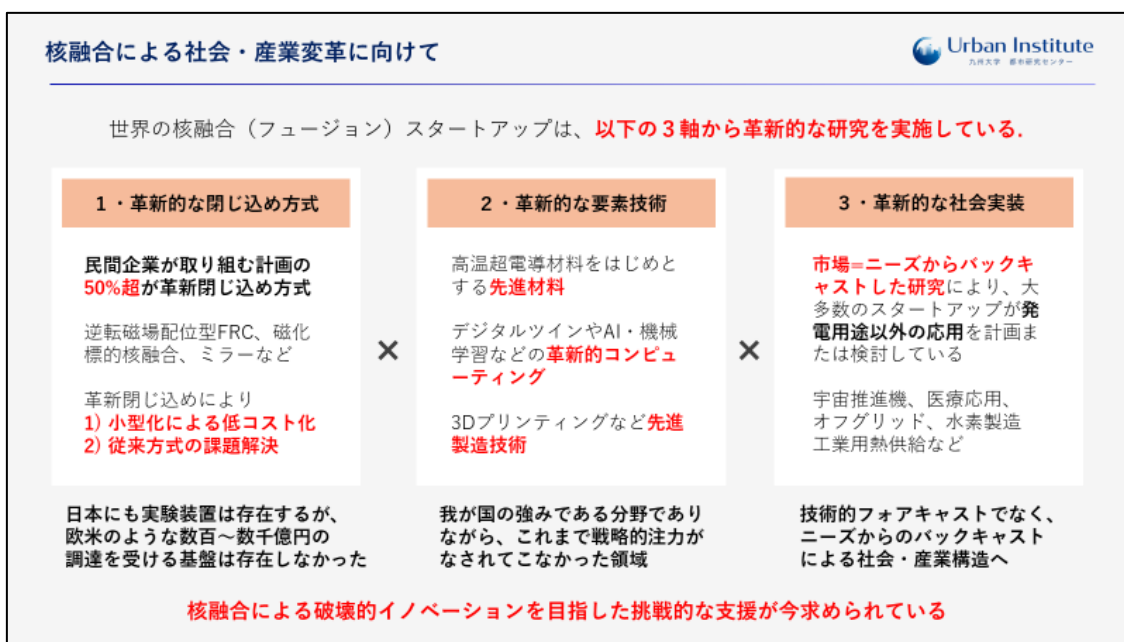 核融合による社会・産業変革に向けて
Urban Institute
九州大学 都市研究センター
世界の核融合（フュージョン）スタートアップは、以下の３軸から革新的な研究を実施している.
１・革新的な閉じ込め方式
民間企業が取り組む計画の
50%超が革新閉じ込め方式
逆転磁場配位型FRC、磁化
標的核融合、ミラーなど
革新閉じ込めにより
1) 小型化による低コスト化
2) 従来方式の課題解決
日本にも実験装置は存在するが、
欧米のような数百～数千億円の
調達を受ける基盤は存在しなかった
×
２・革新的な要素技術
高温超電導材料をはじめと
する先進材料
デジタルツインやAI・機械
学習などの革新的コンピュ
ーティング
3Dプリンティングなど先進
製造技術
我が国の強みである分野であり
ながら、これまで戦略的注力が
なされてこなかった領域
×
３・革新的な社会実装
市場=ニーズからバックキ
ャストした研究により、大
多数のスタートアップが発
電用途以外の応用を計画ま
たは検討している
宇宙推進機、医療応用、
オフグリッド、水素製造
工業用熱供給など
技術的フォアキャストでなく、
ニーズからのバックキャスト
による社会・産業構造へ
核融合による破壊的イノベーションを目指した挑戦的な支援が今求められている